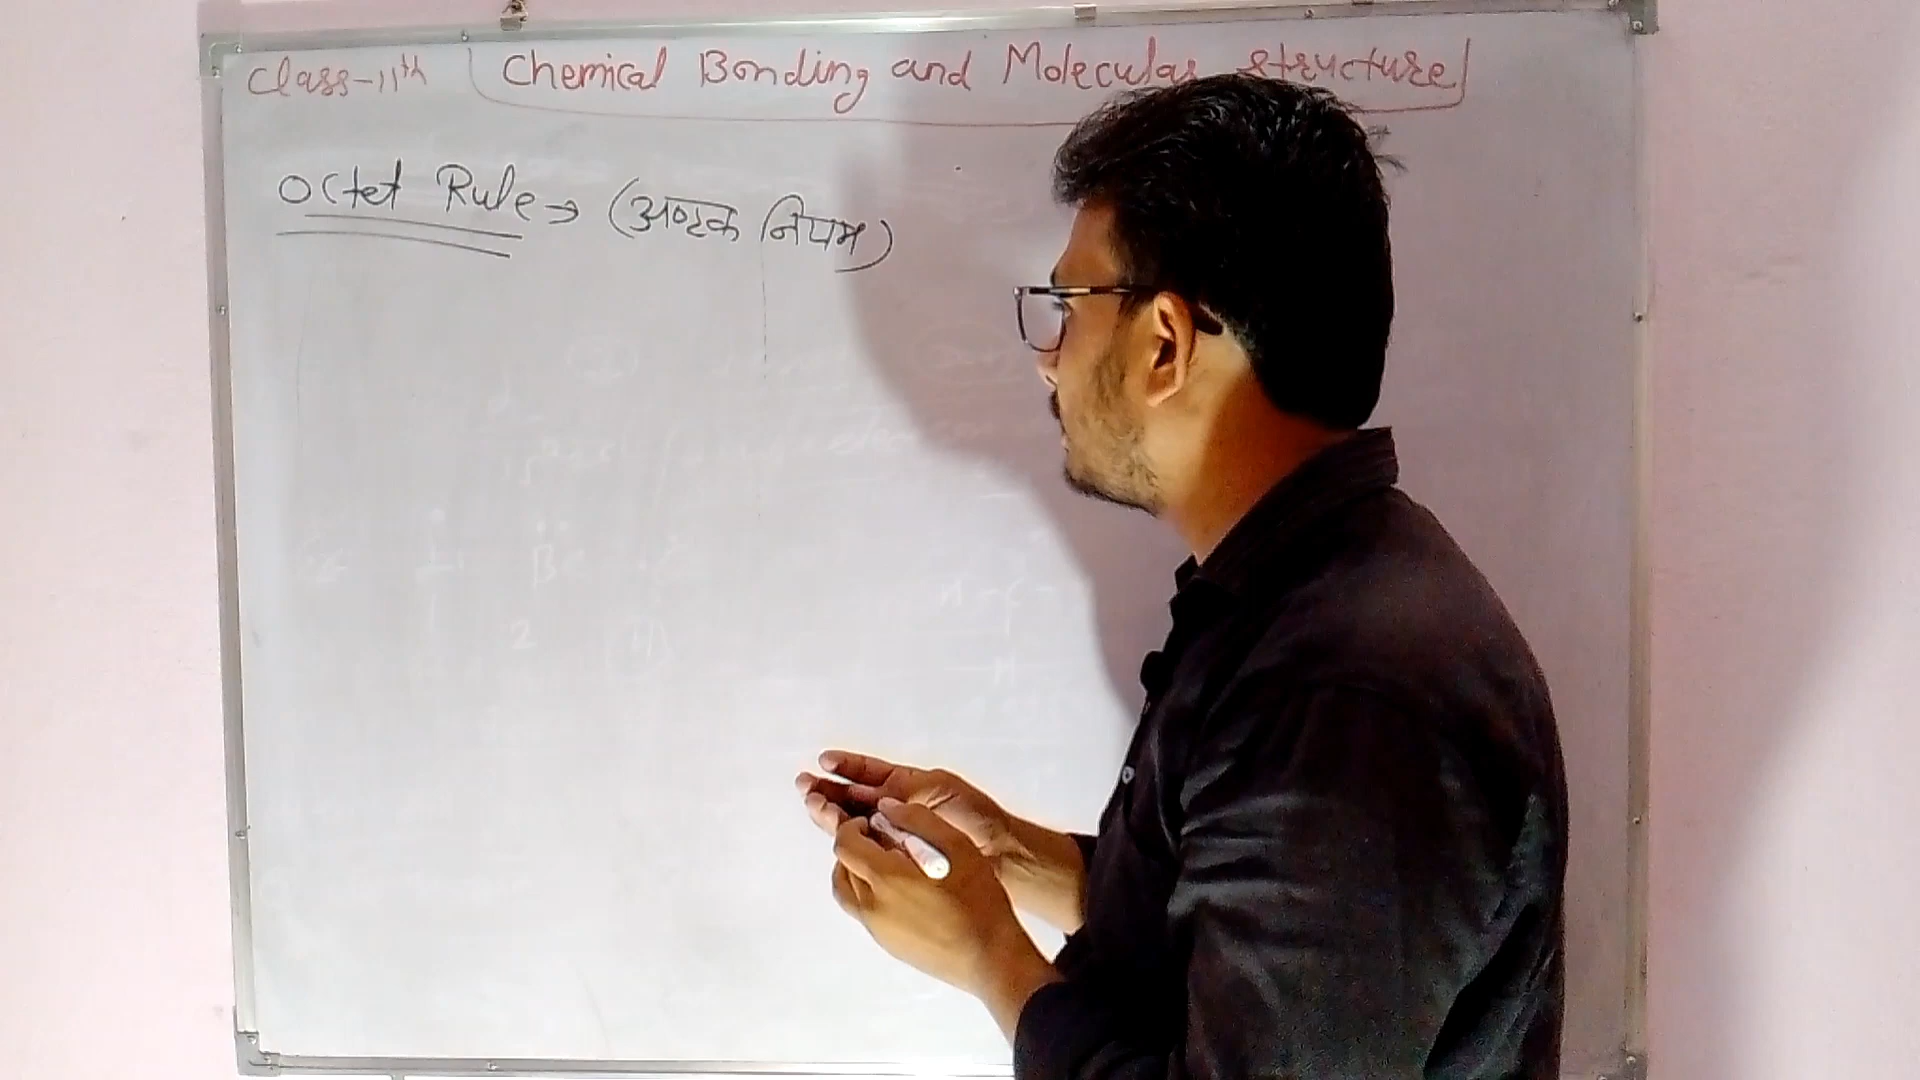 Class-11th Chemical Bonding and Molecular Structure
Octet Rule → (अष्टक नियम)